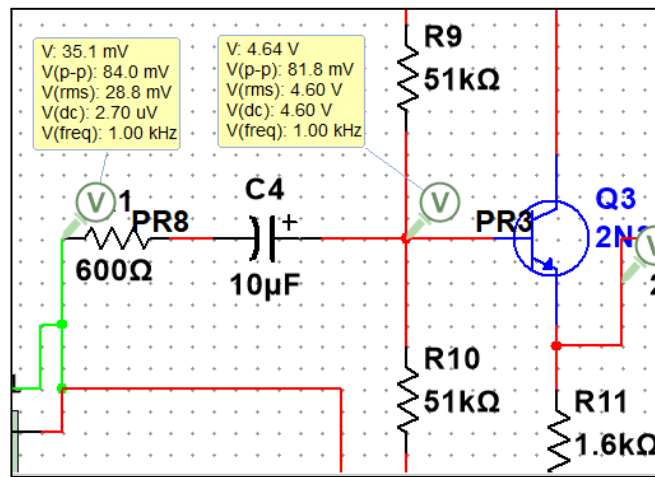 V: 35.1 mV
V(p-p): 84.0 mV
V(rms): 28.8 mV
V(dc): 2.70 uV
V(freq): 1.00 kHz
V: 4.64 V
V(p-p): 81.8 mV
V(rms): 4.60 V
V(dc): 4.60 V
V(freq): 1.00 kHz
R9
51kΩ
V
1
PR8
600Ω
C4
+
10µF
V
PR3
Q3
V
R10
51kΩ
R11
1.6kΩ